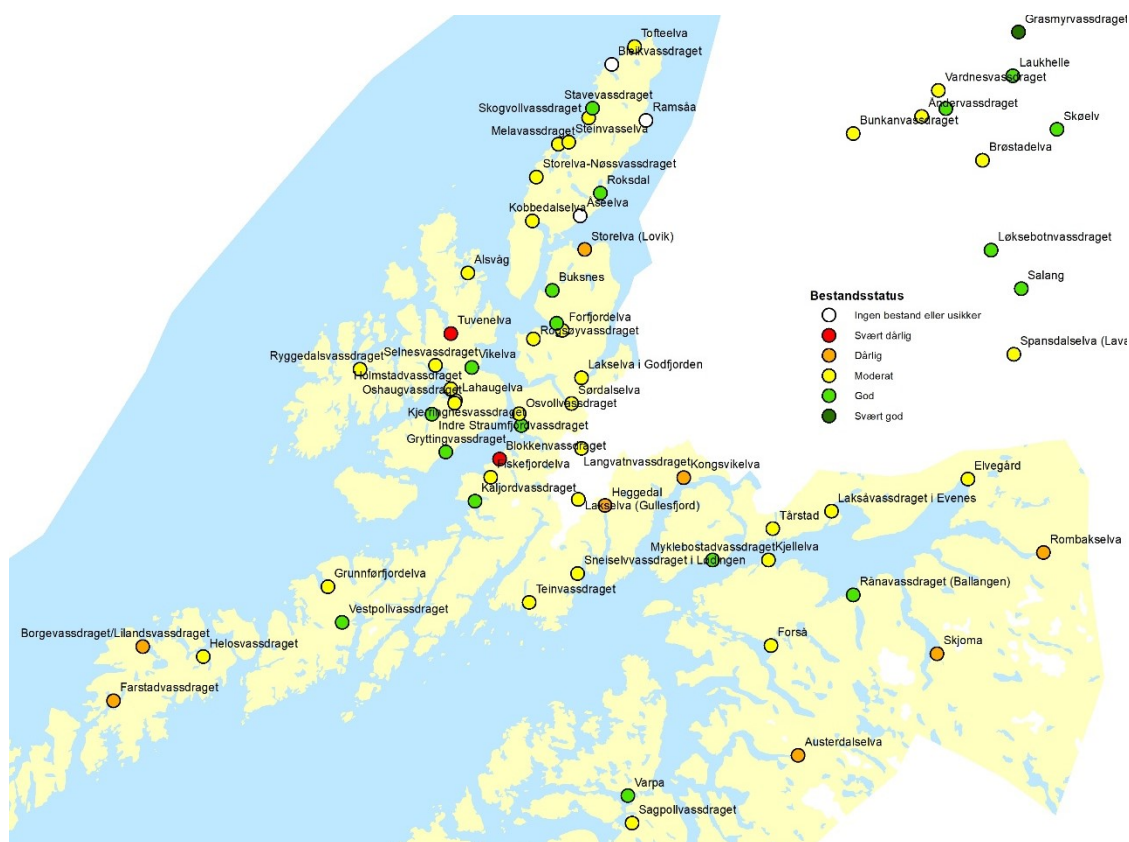 Grasmyrvassdraget
Tofteelva
Bleikvassdraget
Laukhelle
Vardnesvassdraget
Stavevassdraget
Skogvollvassdraget
Ramsåa
Åndervassdraget
Bunkanvassdraget
Skøelv
Melavassdraget
Steinvasselva
Brøstadelva
Storelva-Nøssvassdraget
Roksdal
Kobbedalselva
Åseelva
Storelva (Lovik)
Løksebotnvassdraget
Alsvåg
Buksnes
Salang
Bestandsstatus
Ingen bestand eller usikker
Svært dårlig
Dårlig
Moderat
God
Svært god
Tuvenelva
Forfjordelva
Rogsøyvassdraget
Spansdalselva (Lava
Ryggedalsvassdraget
Selnesvassdraget
Vikelva
Holmstadvassdraget
Lakselva i Godfjorden
Oshaugvassdraget
Lahaugelva
Sørdalselva
Kjerringnesvassdraget
Osvollvassdraget
Indre Straumfjordvassdraget
Gryttingvassdraget
Blokkenvassdraget
Fiskefjordelva
Langvatnvassdraget
Kongsvikelva
Elvegård
Kaljordvassdraget
Heggedal
Lakselva (Gullesfjord)
Laksåvassdraget i Evenes
Tårstad
Rombakselva
Myklebostadvassdraget
Kjellelva
Sneiselvvassdraget i Lødingen
Grunnførfjordelva
Teinvassdraget
Rånavassdraget (Ballangen)
Vestpollvassdraget
Borgevassdraget/Lilandsvassdraget
Helosvassdraget
Forså
Skjoma
Farstadvassdraget
Austerdalselva
Varpa
Sagpollvassdraget